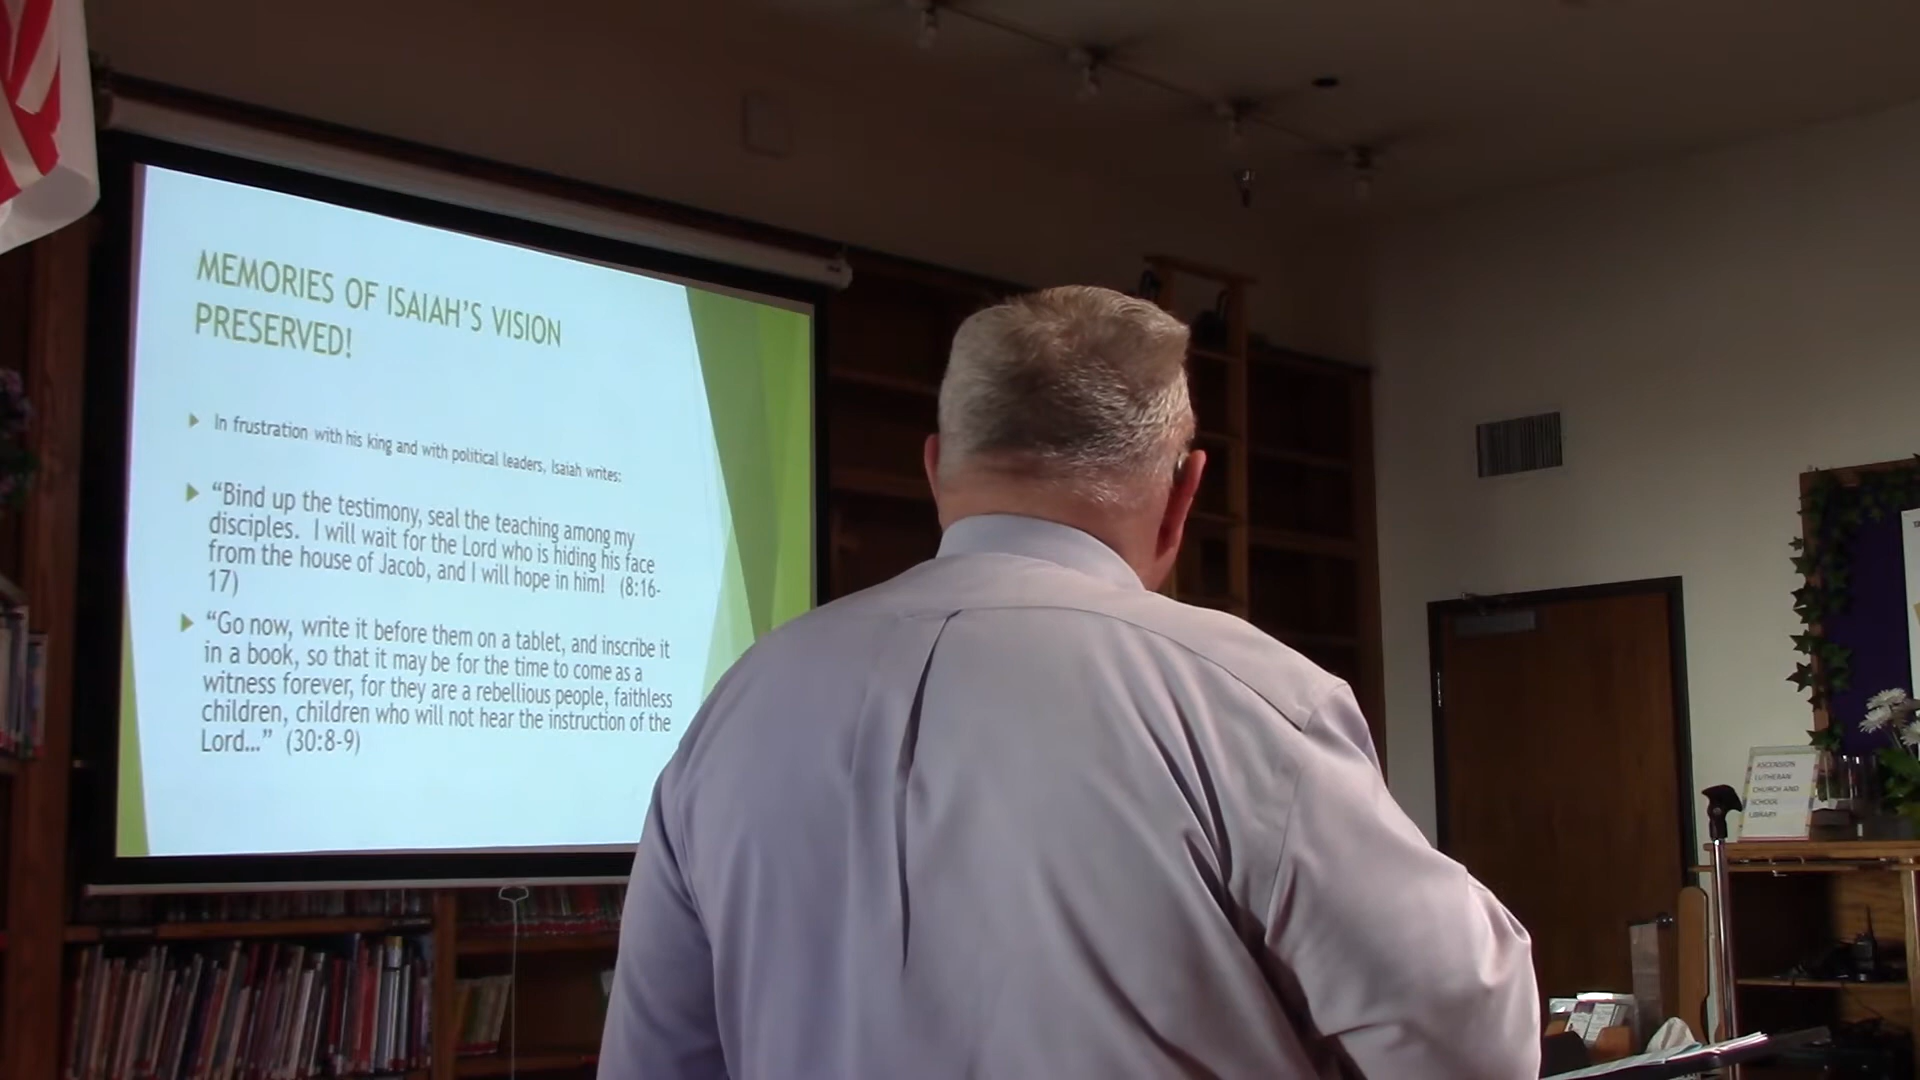 MEMORIES OF ISAIAH'S VISION
PRESERVED!
In frustration with his king and with political leaders, Isaiah writes:
“Bind up the testimony, seal the teaching among my
disciples. I will wait for the Lord who is hiding his face
from the house of Jacob, and I will hope in him! (8:16-
17)
“Go now, write it before them on a tablet, and inscribe it
in a book, so that it may be for the time to come as a
witness forever, for they are a rebellious people, faithless
children, children who will not hear the instruction of the
Lord...” (30:8-9)
ASCENSION
LUTHERAN
CHURCH AND
SCHOOL
LIBRARY